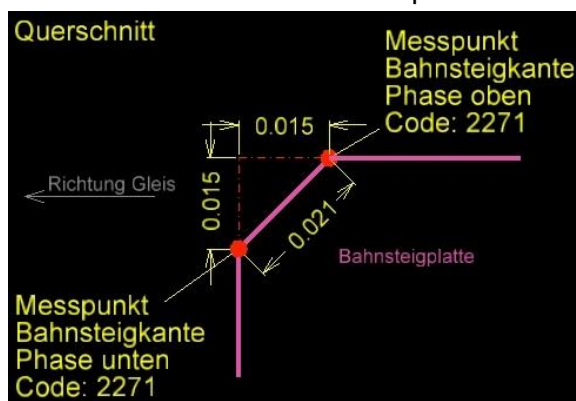 Querschnitt
Messpunkt
Bahnsteigkante
Phase oben
Code: 2271
0.015
Richtung Gleis
0.015
0.021
Bahnsteigplatte
Messpunkt
Bahnsteigkante
Phase unten
Code: 2271